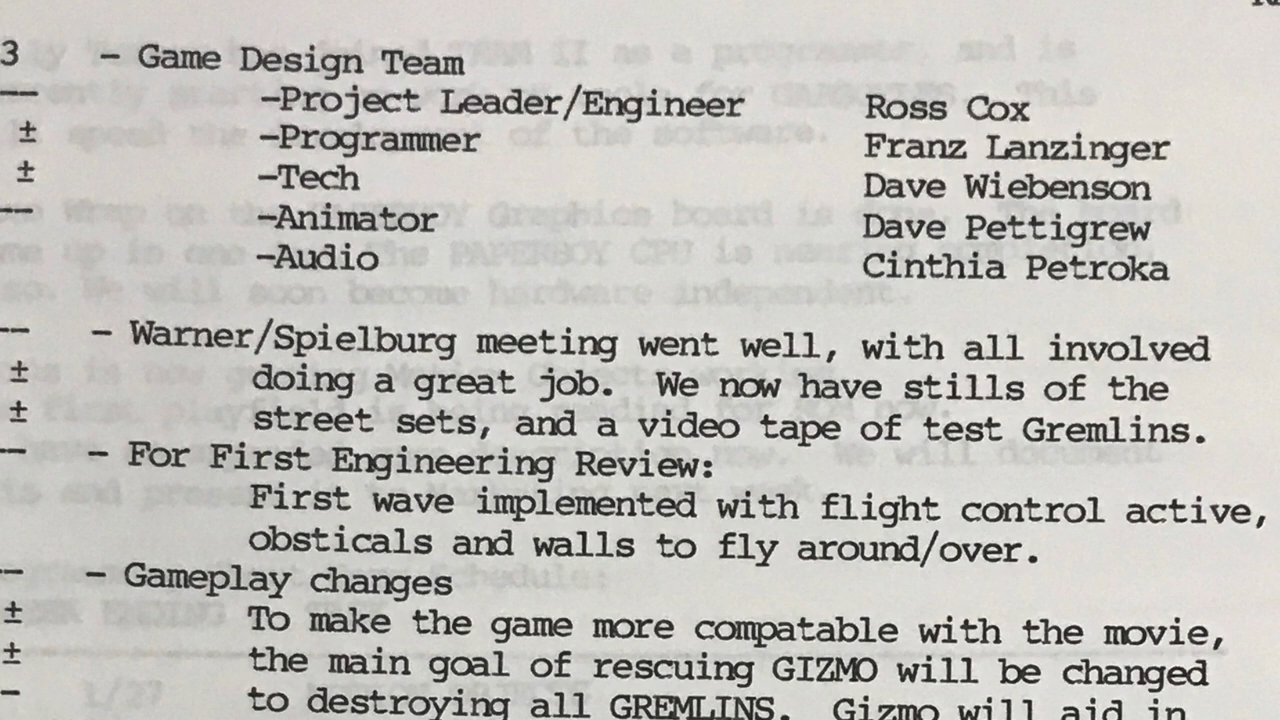 3 - Game Design Team
-Project Leader/Engineer Ross Cox
± -Programmer Franz Lanzinger
± -Tech Dave Wiebenson
-- -Animator Dave Pettigrew
-Audio Cinthia Petroka
-- - Warner/Spielburg meeting went well, with all involved
± doing a great job. We now have stills of the
± street sets, and a video tape of test Gremlins.
-- - For First Engineering Review:
First wave implemented with flight control active,
obsticals and walls to fly around/over.
- - Gameplay changes
± To make the game more compatable with the movie,
± the main goal of rescuing GIZMO will be changed
- to destroying all GREMLINS. Gizmo will aid in